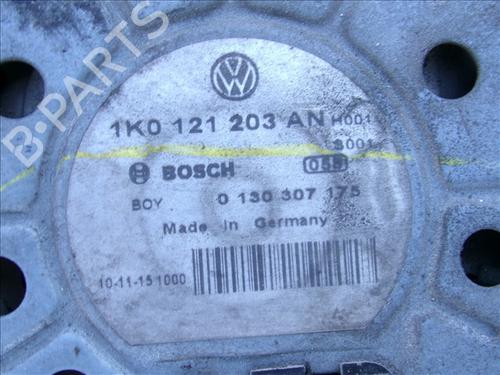 B-PARTS
1K0 121 203 AN H001
S001
BOSCH 055
BOY 0 130 307 175
Made In Germany
10-11-15 1000